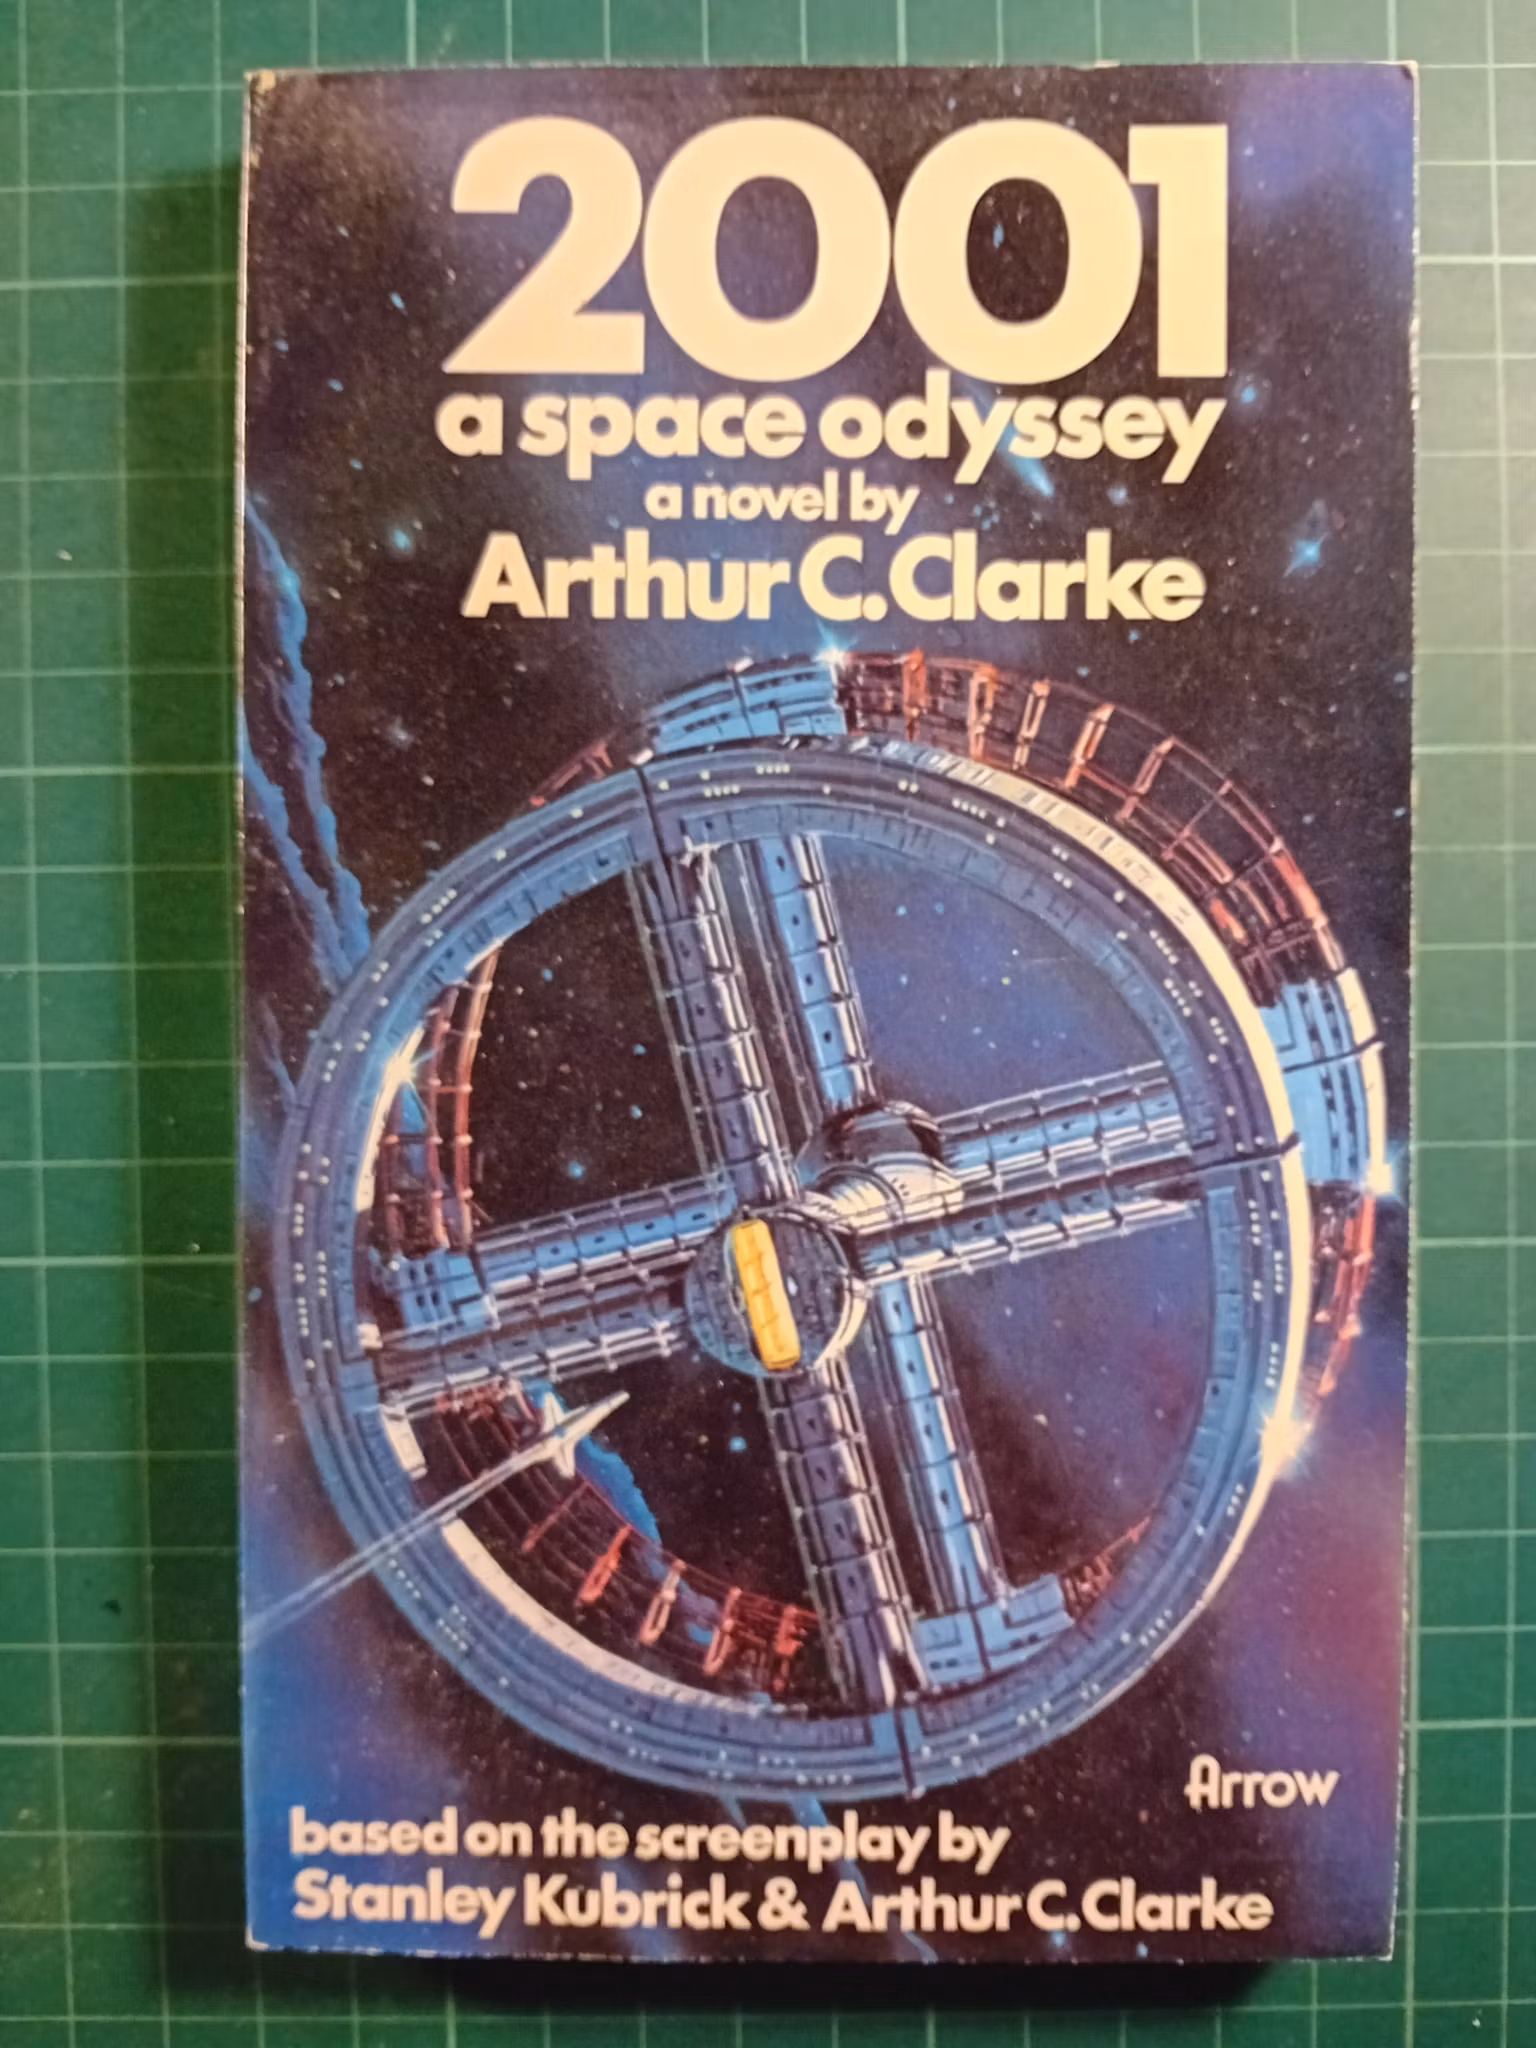 2001
a space odyssey
a novel by
Arthur C. Clarke
Arrow
based on the screenplay by
Stanley Kubrick & Arthur C. Clarke